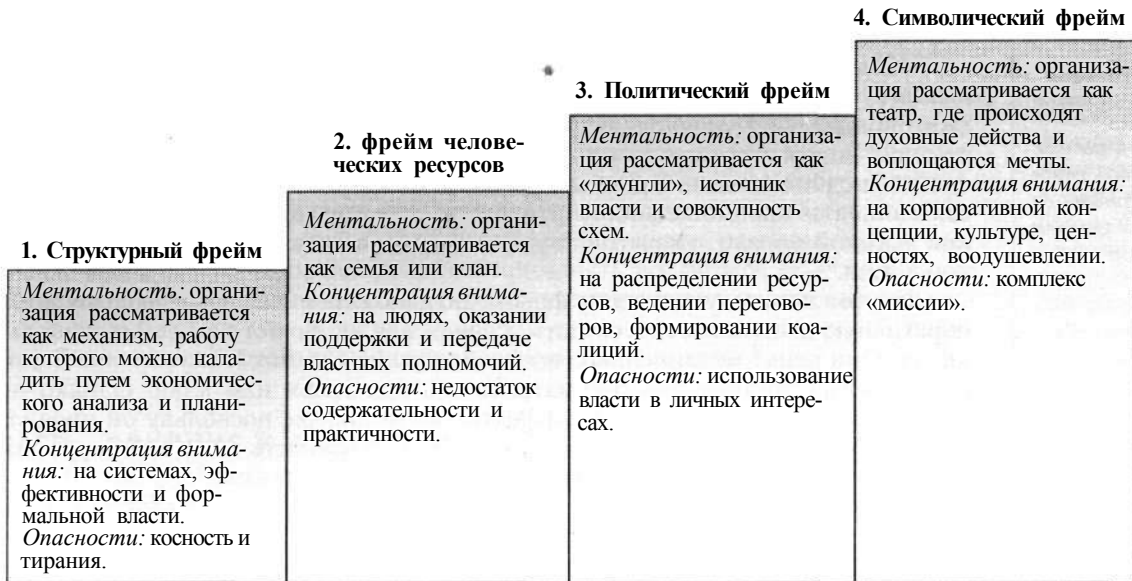 1. Структурный фрейм
Ментальность: органи-
зация рассматривается
как механизм, работу
которого можно нала-
дить путем экономичес-
кого анализа и плани-
рования.
Концентрация внима-
ния: на системах, эф-
фективности и фор-
мальной власти.
Опасности: косность и
тирания.
2. фрейм челове-
ческих ресурсов
Ментальность: органи-
зация рассматривается
как семья или клан.
Концентрация внима-
ния: на людях, оказании
поддержки и передаче
властных полномочий.
Опасности: недостаток
содержательности и
практичности.
3. Политический фрейм
Ментальность: организа-
ция рассматривается как
«джунгли», источник
власти и совокупность
схем.
Концентрация внимания:
на распределении ресур-
сов, ведении перегово-
ров, формировании коа-
лиций.
Опасности: использование
власти в личных интере-
сах.
4. Символический фрейм
Ментальность: организа-
ция рассматривается как
театр, где происходят
духовные действа и
воплощаются мечты.
Концентрация внимания:
на корпоративной кон-
цепции, культуре, цен-
ностях, воодушевлении.
Опасности: комплекс
«миссии».